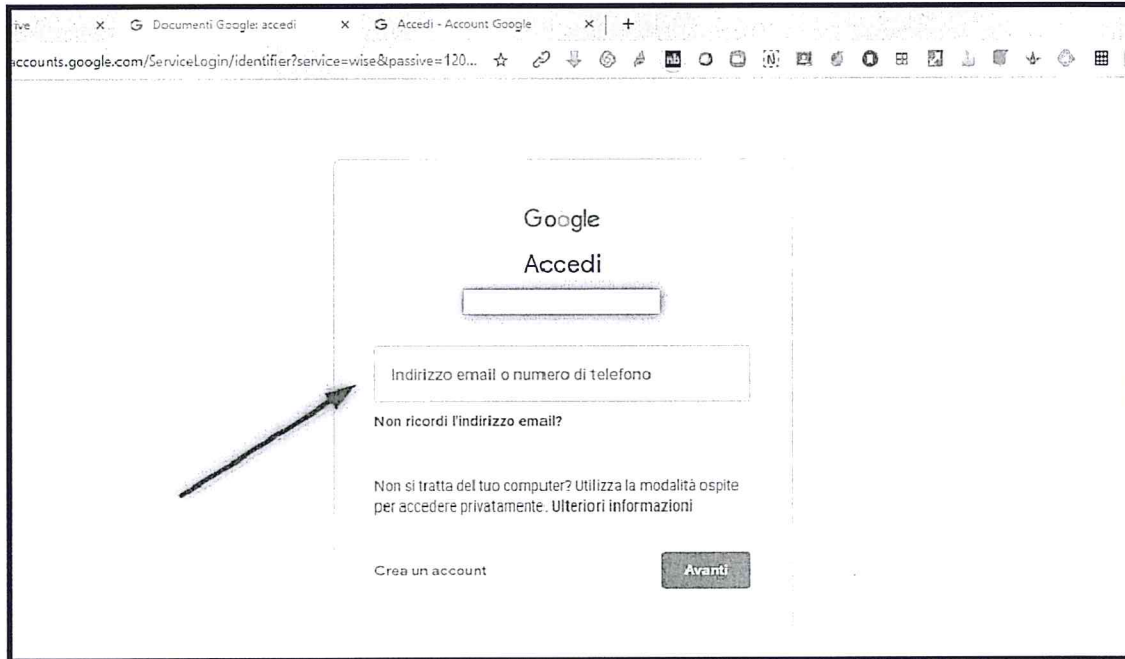 ive × G Documenti Google: accedi × G Accedi - Account Google × +
accounts.google.com/ServiceLogin/identifier?service=wise&passive=120...
Google
Accedi
Indirizzo email o numero di telefono
Non ricordi l'indirizzo email?
Non si tratta del tuo computer? Utilizza la modalità ospite
per accedere privatamente. Ulteriori informazioni
Crea un account
Avanti